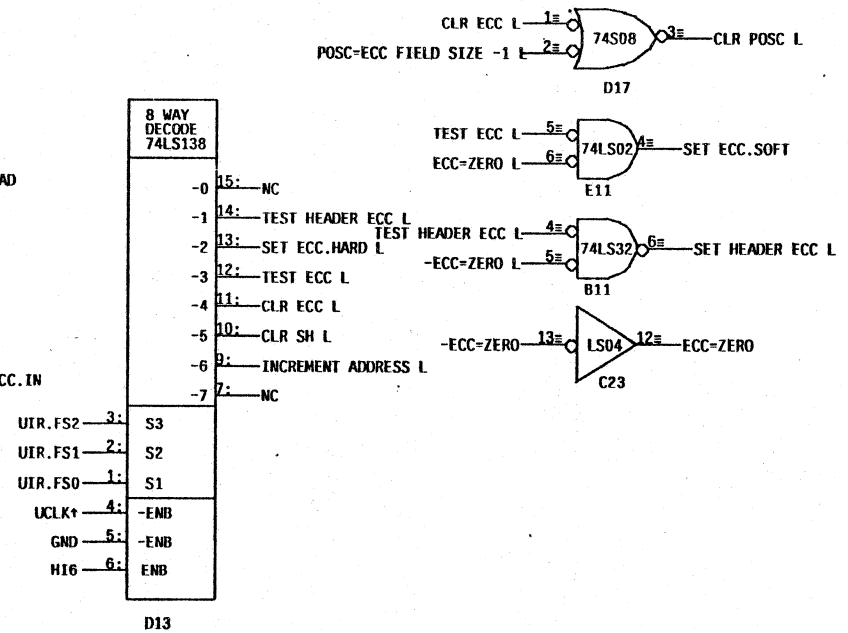 CLR ECC L 1≡ 74S08 3≡ CLR POSC L
POSC=ECC FIELD SIZE -1 L 2≡
D17
8 WAY
DECODE
74LS138
TEST ECC L 5≡ 74LS02 4≡ SET ECC.SOFT
ECC=ZERO L 6≡
E11
AD
-0 15: NC
-1 14: TEST HEADER ECC L
-2 13: SET ECC.HARD L
-3 12: TEST ECC L
-4 11: CLR ECC L
-5 10: CLR SH L
-6 9: INCREMENT ADDRESS L
-7 7: NC
TEST HEADER ECC L 4≡ 74LS32 6≡ SET HEADER ECC L
-ECC=ZERO L 5≡
B11
-ECC=ZERO 13≡ LS04 12≡ ECC=ZERO
C23
CC.IN
UIR.FS2 3: S3
UIR.FS1 2: S2
UIR.FS0 1: S1
UCLK↑ 4: -ENB
GND 5: -ENB
HI6 6: ENB
D13